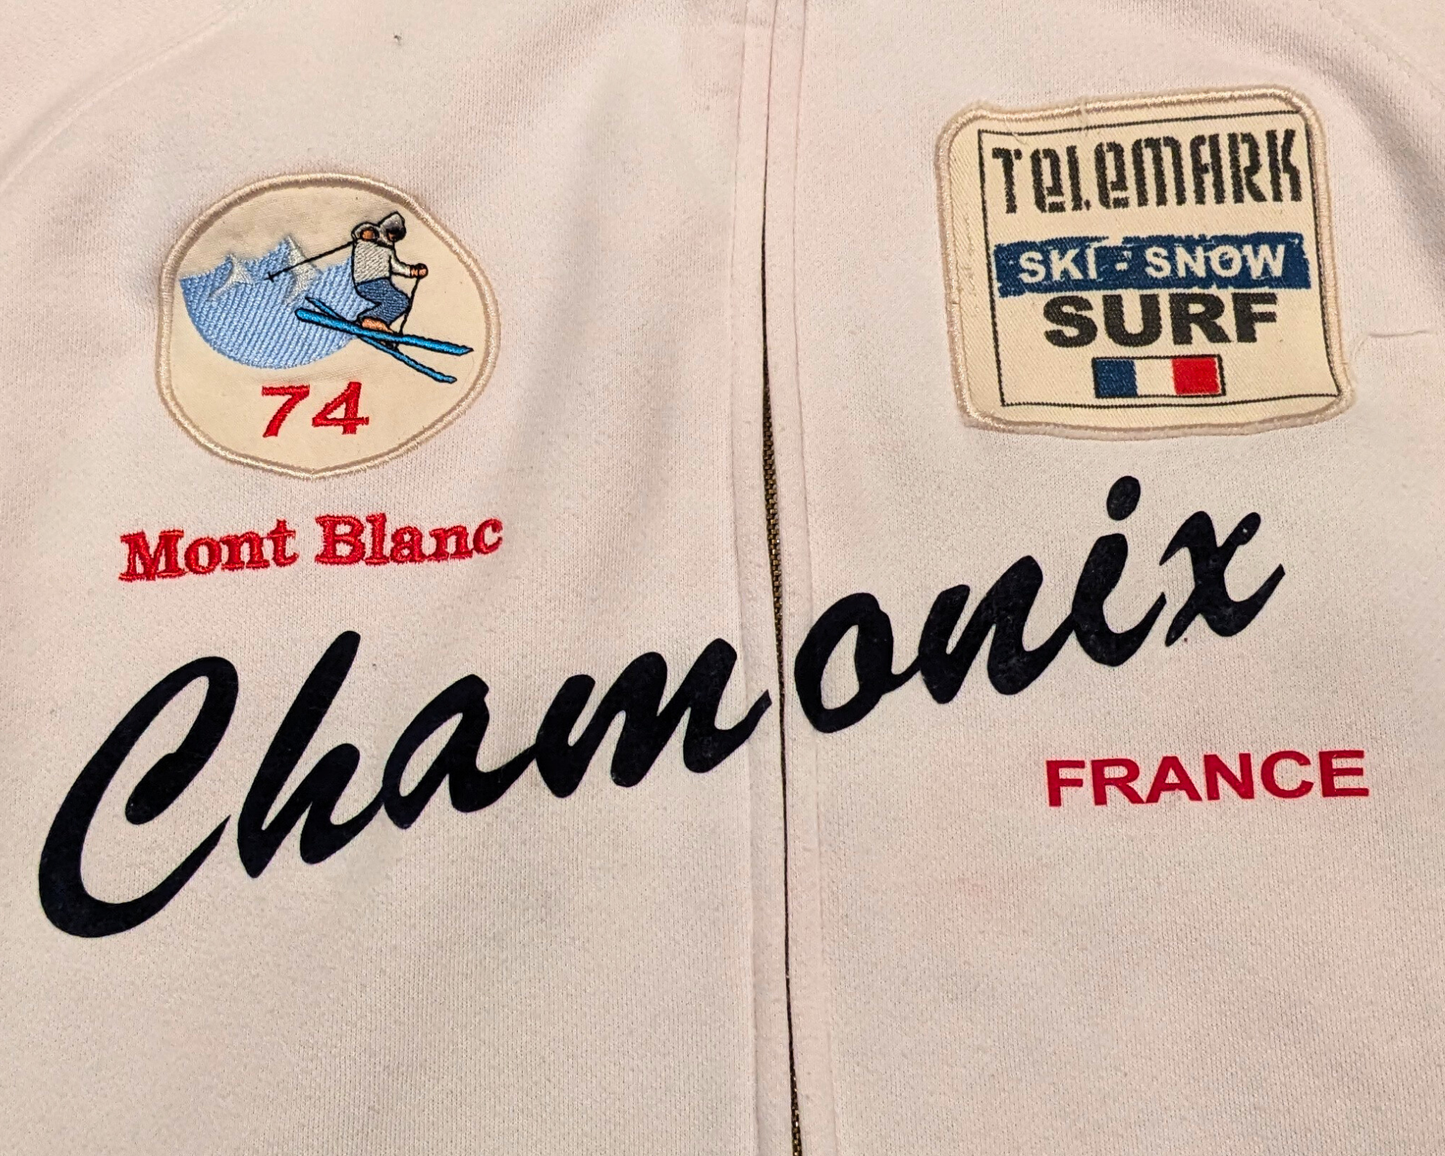 74
Mont Blanc
TELEMARK
SKI - SNOW
SURF
Chamonix
FRANCE